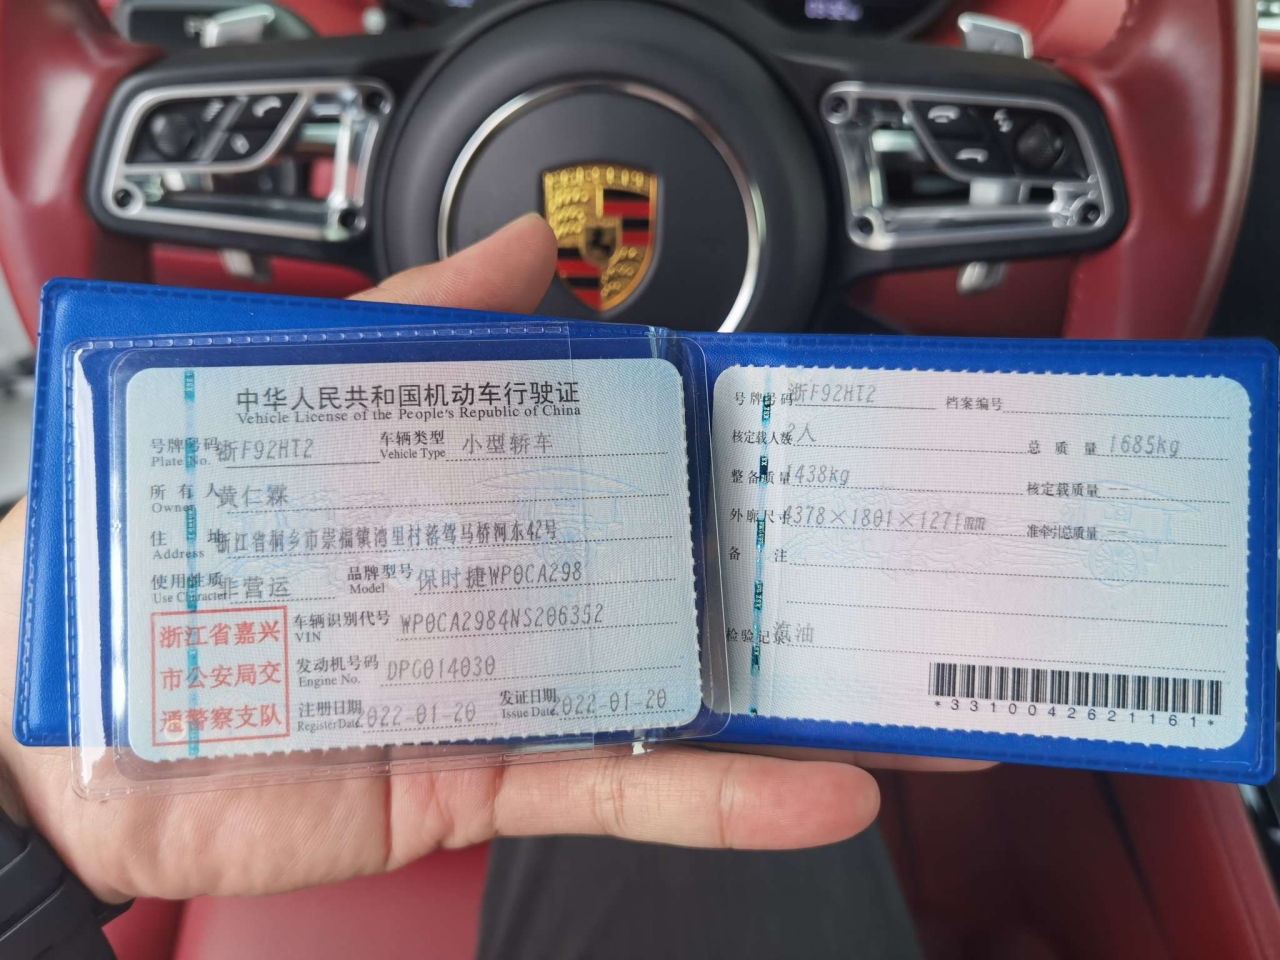 中华人民共和国机动车行驶证
Vehicle License of the People's Republic of China
号牌号码 浙F92HT2 车辆类型 小型轿车
Plate No. Vehicle Type
所有人 黄仁霖
Owner
住址 浙江省桐乡市崇福镇湾里村落驾马桥河东42号
Address
使用性质 非营运 品牌型号 保时捷WP0CA298
Use Character Model
浙江省嘉兴
市公安局交
通警察支队
车辆识别代号 WP0CA2984NS206352
VIN
发动机号码 DPG014030
Engine No.
注册日期 2022-01-20 发证日期 2022-01-20
Register Date Issue Date
号牌号码 浙F92HT2 档案编号
核定载人数 2人 总质量 1685kg
整备质量 1438kg 核定载质量 --
外廓尺寸 4378×1801×1271mm 准牵引总质量 --
备注
检验记录 汽油
*3310042621161*